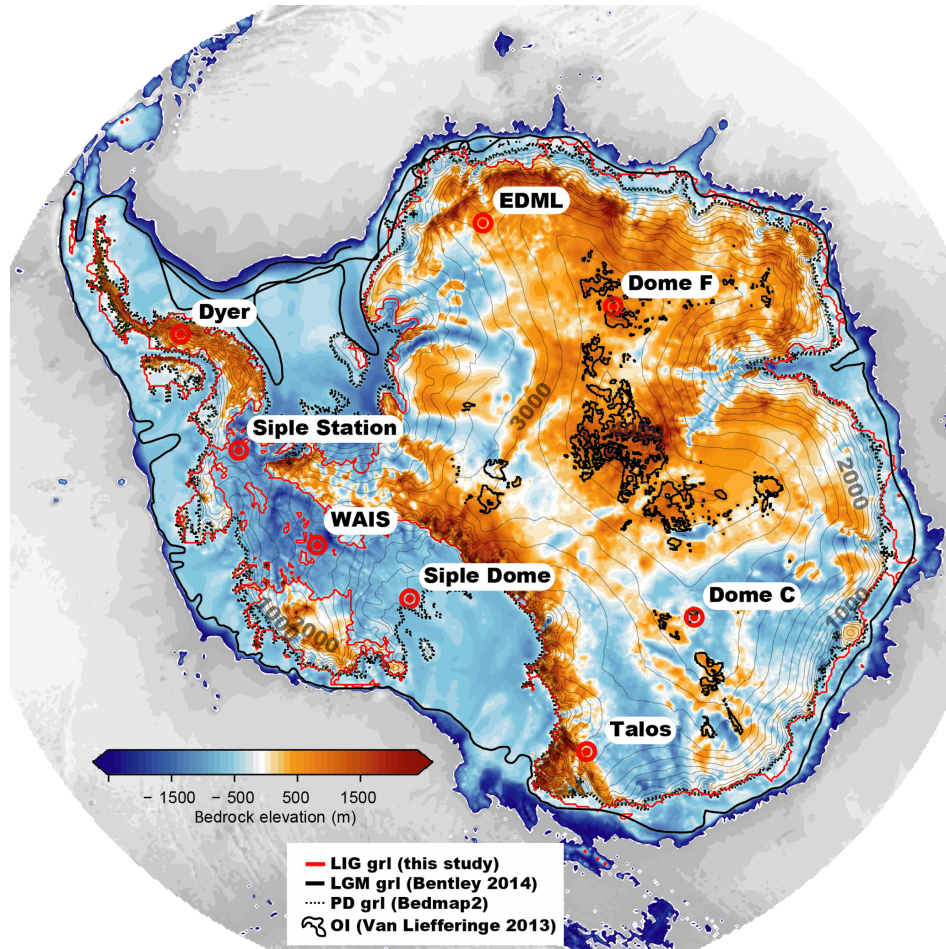 EDML
Dome F
Dyer
3000
Siple Station
2000
WAIS
Siple Dome
Dome C
1000
1000
2000
Talos
− 1500 − 500 500 1500
Bedrock elevation (m)
LIG grl (this study)
LGM grl (Bentley 2014)
PD grl (Bedmap2)
OI (Van Liefferinge 2013)